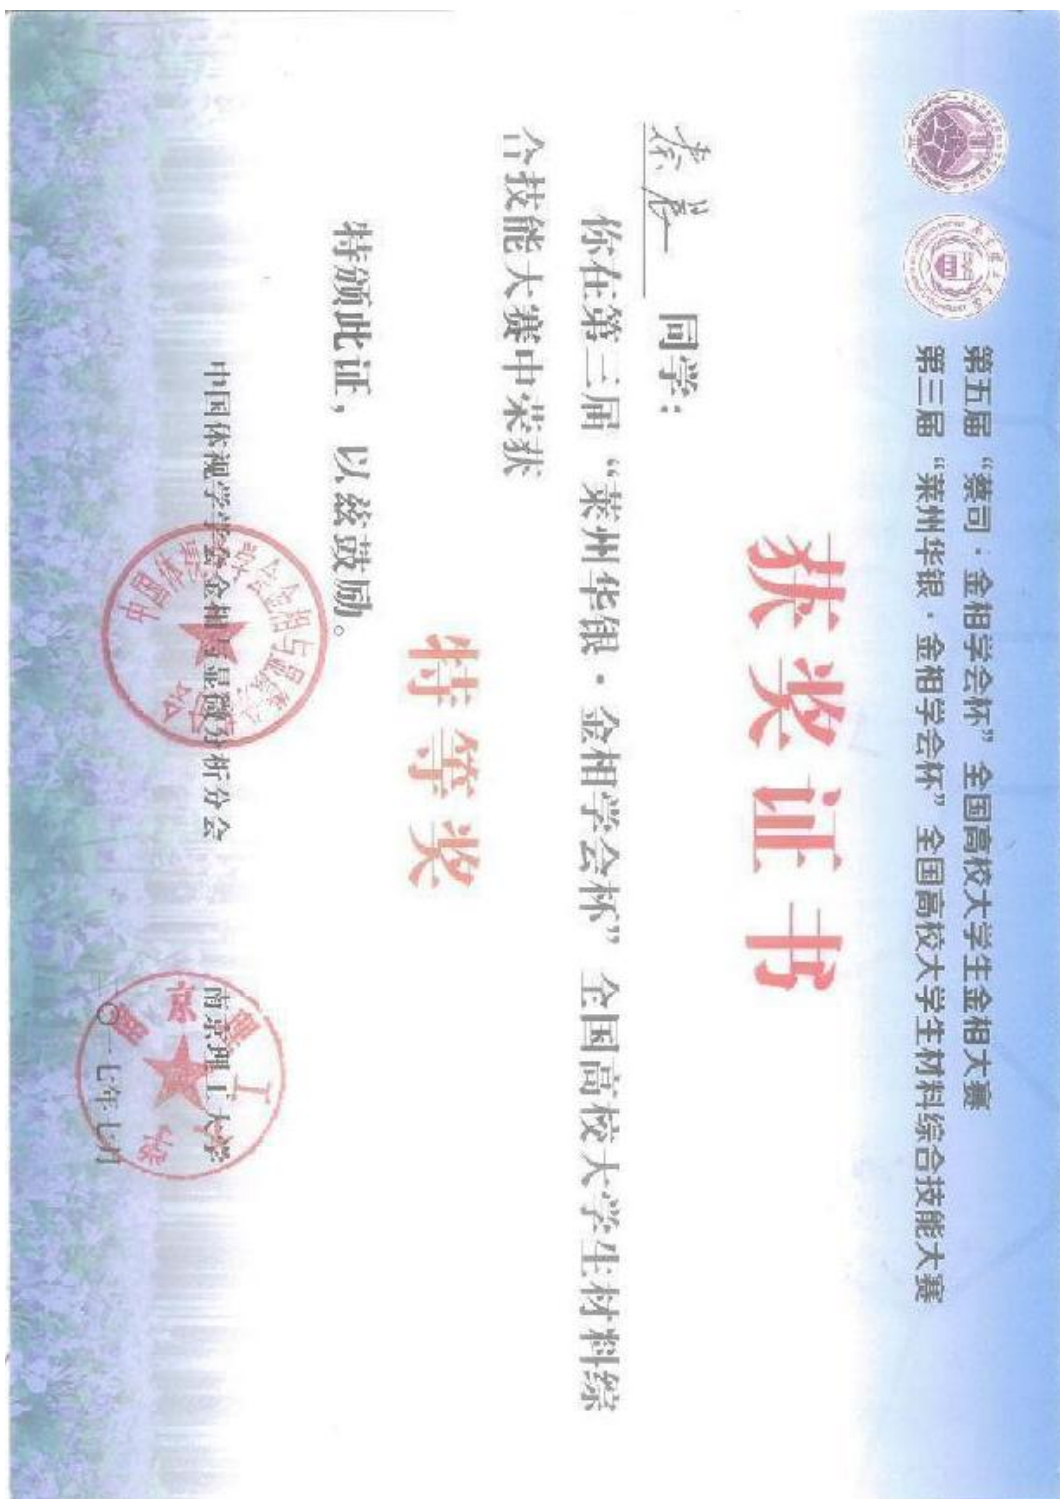 第五届“蔡司·金相学会杯”全国高校大学生金相大赛
第三届“莱州华银·金相学会杯”全国高校大学生材料综合技能大赛
获奖证书
同学：
你在第三届“莱州华银·金相学会杯”全国高校大学生材料综
合技能大赛中荣获
特等奖
特颁此证，以兹鼓励。
中国体视学学会金相与显微分析分会
南京理工大学
二〇一七年七月